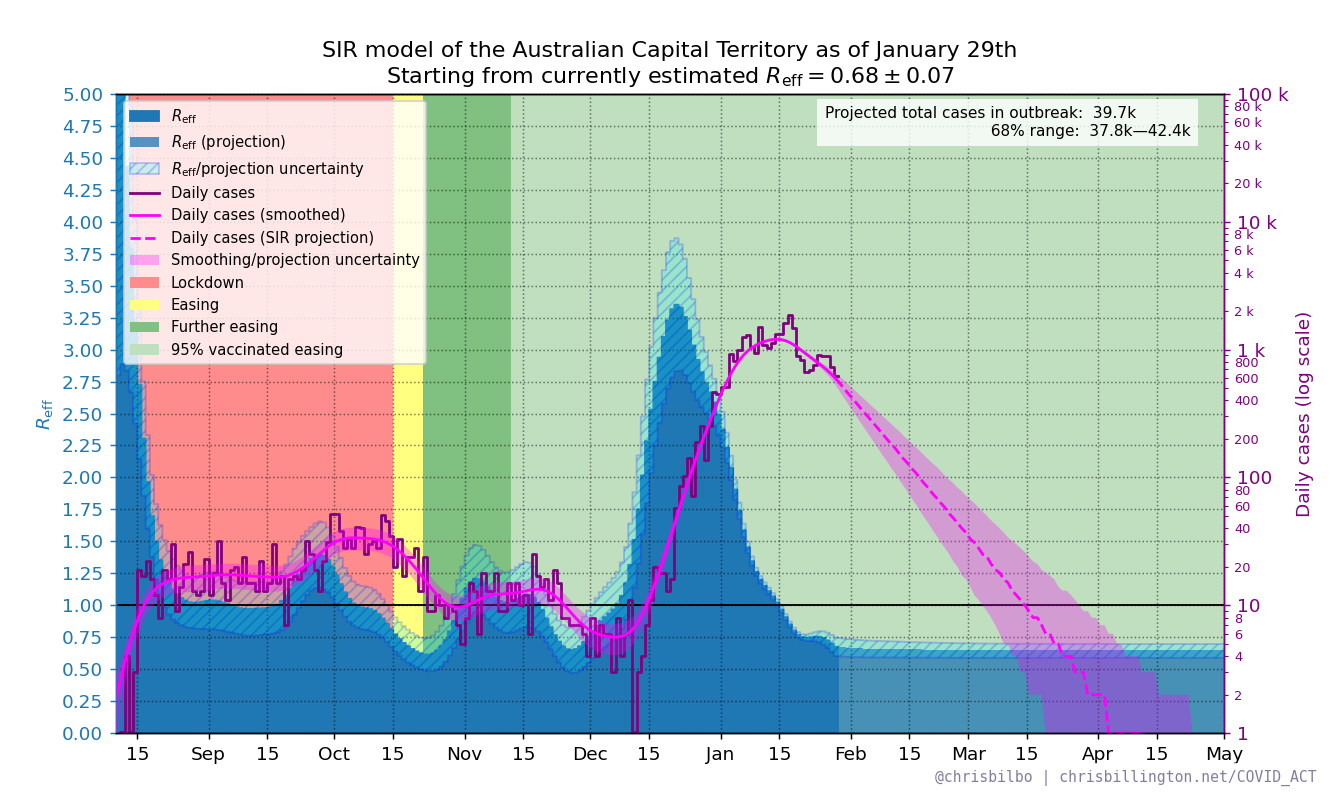 SIR model of the Australian Capital Territory as of January 29th
Starting from currently estimated R_eff = 0.68 ± 0.07
Projected total cases in outbreak: 39.7k
68% range: 37.8k—42.4k
R_eff
R_eff (projection)
R_eff/projection uncertainty
Daily cases
Daily cases (smoothed)
Daily cases (SIR projection)
Smoothing/projection uncertainty
Lockdown
Easing
Further easing
95% vaccinated easing
5.00
4.75
4.50
4.25
4.00
3.75
3.50
3.25
3.00
2.75
2.50
2.25
2.00
1.75
1.50
1.25
1.00
0.75
0.50
0.25
0.00
R_eff
100 k
80 k
60 k
40 k
20 k
10 k
8 k
6 k
4 k
2 k
1 k
800
600
400
200
100
80
60
40
20
10
8
6
4
2
1
Daily cases (log scale)
15 Sep 15 Oct 15 Nov 15 Dec 15 Jan 15 Feb 15 Mar 15 Apr 15 May
@chrisbilbo | chrisbillington.net/COVID_ACT